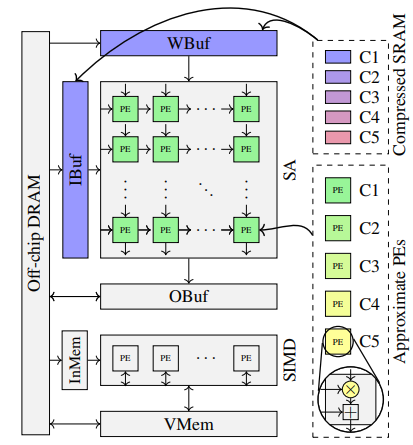 WBuf
Compressed SRAM
C1
C2
C3
C4
C5
Off-chip DRAM
IBuf
PE PE PE
PE PE PE
PE PE PE
SA
OBuf
InMem
PE PE PE
SIMD
VMem
Approximate PEs
PE C1
PE C2
PE C3
PE C4
PE C5